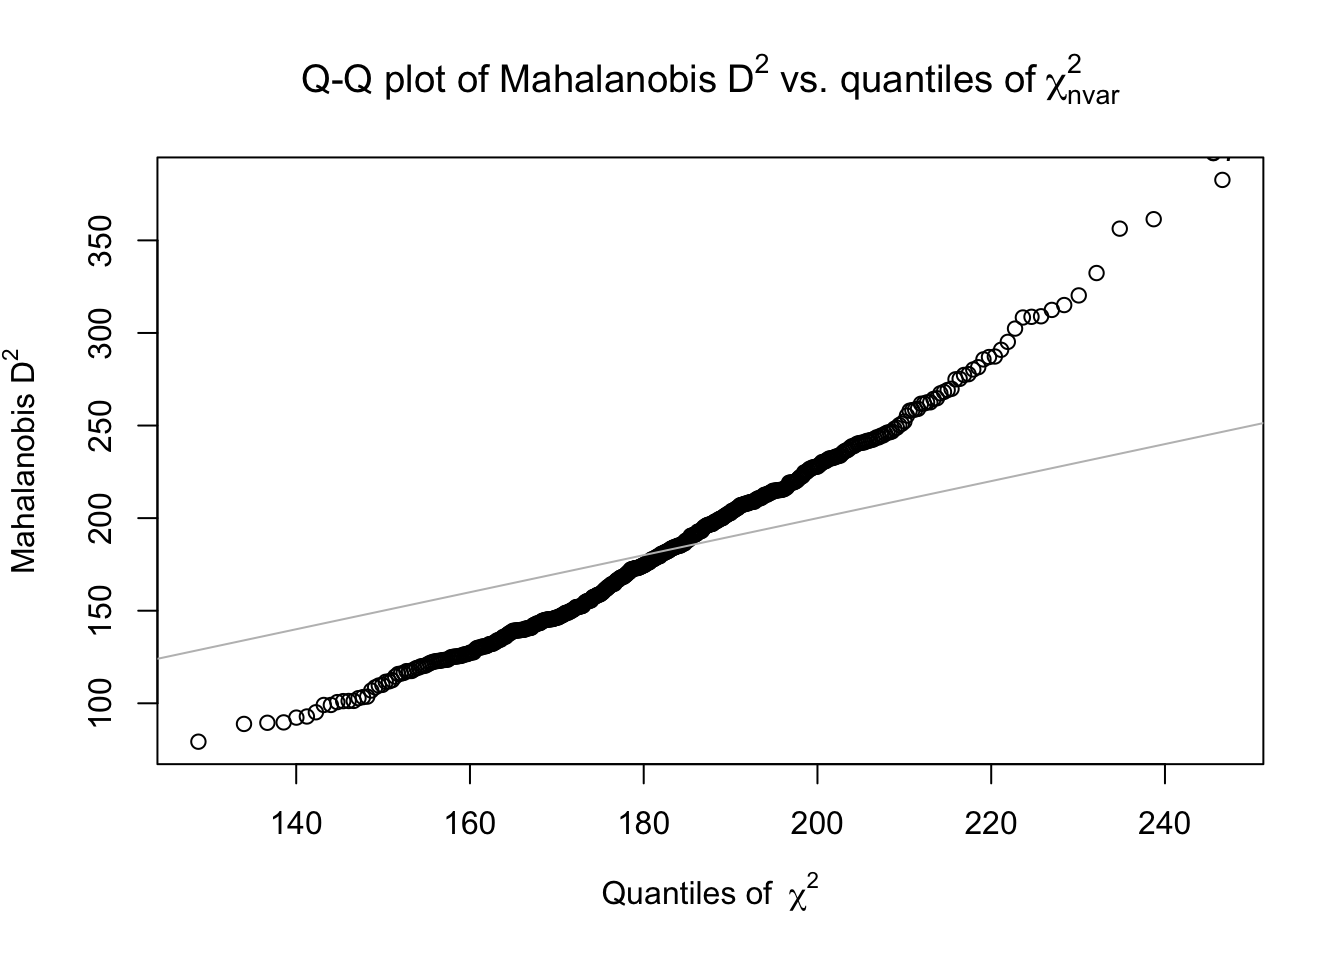 Q-Q plot of Mahalanobis D² vs. quantiles of χ²nvar
350
300
250
200
150
100
Mahalanobis D²
140 160 180 200 220 240
Quantiles of χ²